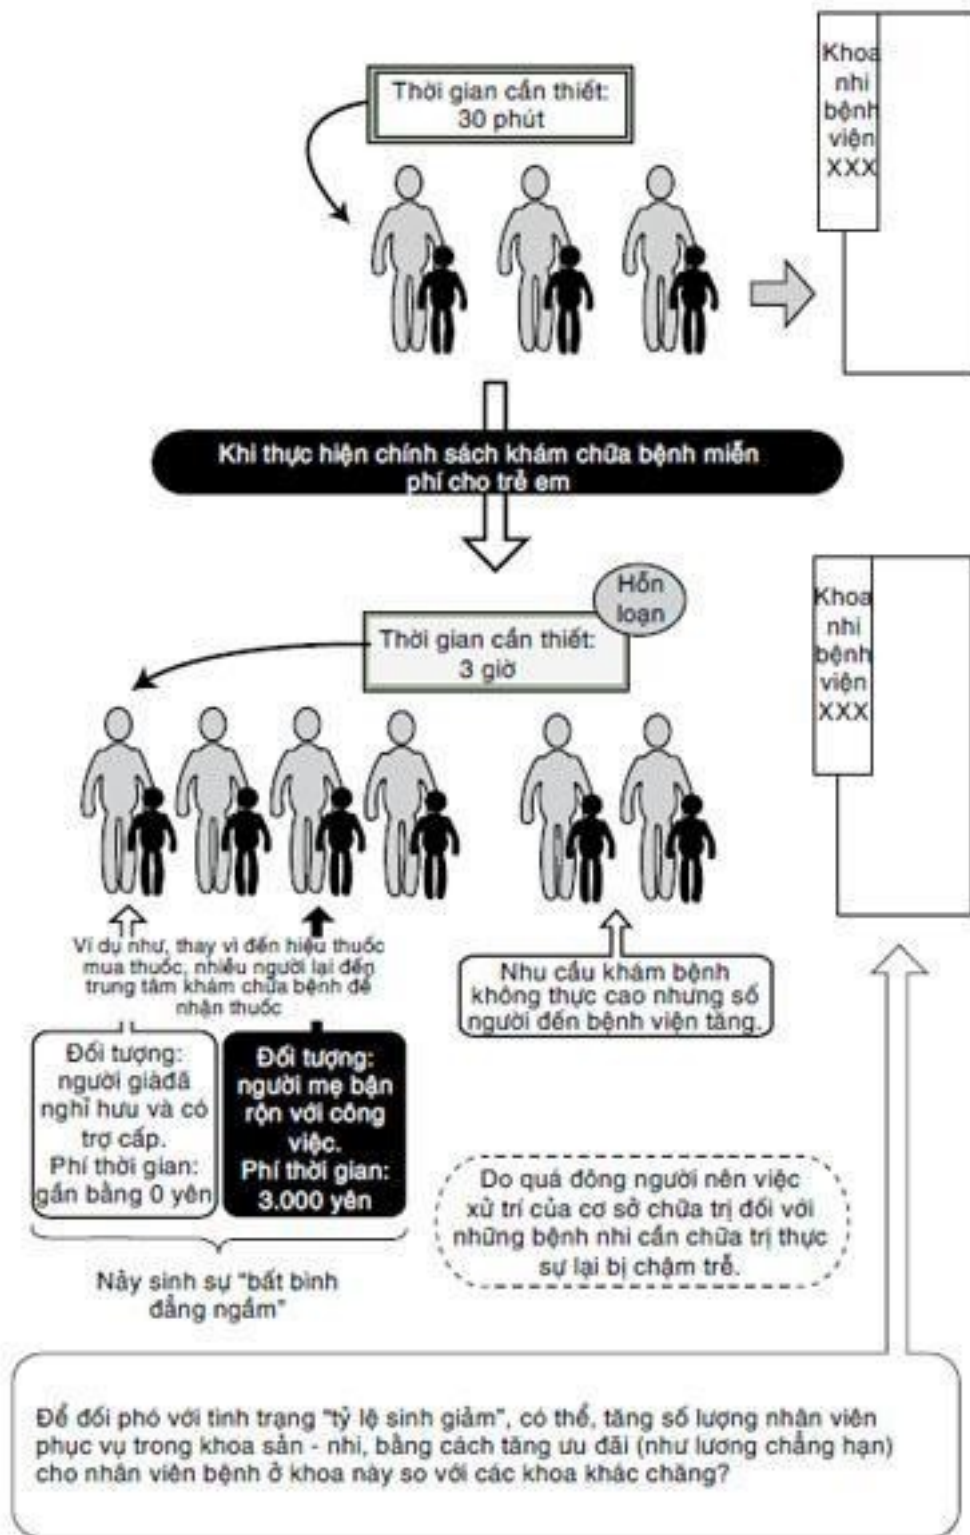 Thời gian cần thiết:
30 phút
Khoa
nhi
bệnh
viện
XXX
Khi thực hiện chính sách khám chữa bệnh miễn
phí cho trẻ em
Hỗn
loạn
Thời gian cần thiết:
3 giờ
Khoa
nhi
bệnh
viện
XXX
Ví dụ như, thay vì đến hiệu thuốc
mua thuốc, nhiều người lại đến
trung tâm khám chữa bệnh để
nhận thuốc
Nhu cầu khám bệnh
không thực cao nhưng số
người đến bệnh viện tăng.
Đối tượng:
người giàđã
nghỉ hưu và có
trợ cấp.
Phí thời gian:
gần bằng 0 yên
Đối tượng:
người mẹ bận
rộn với công
việc.
Phí thời gian:
3.000 yên
Do quá đông người nên việc
xử trí của cơ sở chữa trị đối với
những bệnh nhi cần chữa trị thực
sự lại bị chậm trễ.
Nảy sinh sự “bất bình
đẳng ngầm”
Để đối phó với tình trạng "tỷ lệ sinh giảm", có thể, tăng số lượng nhân viên
phục vụ trong khoa sản - nhi, bằng cách tăng ưu đãi (như lương chẳng hạn)
cho nhân viên bệnh ở khoa này so với các khoa khác chăng?